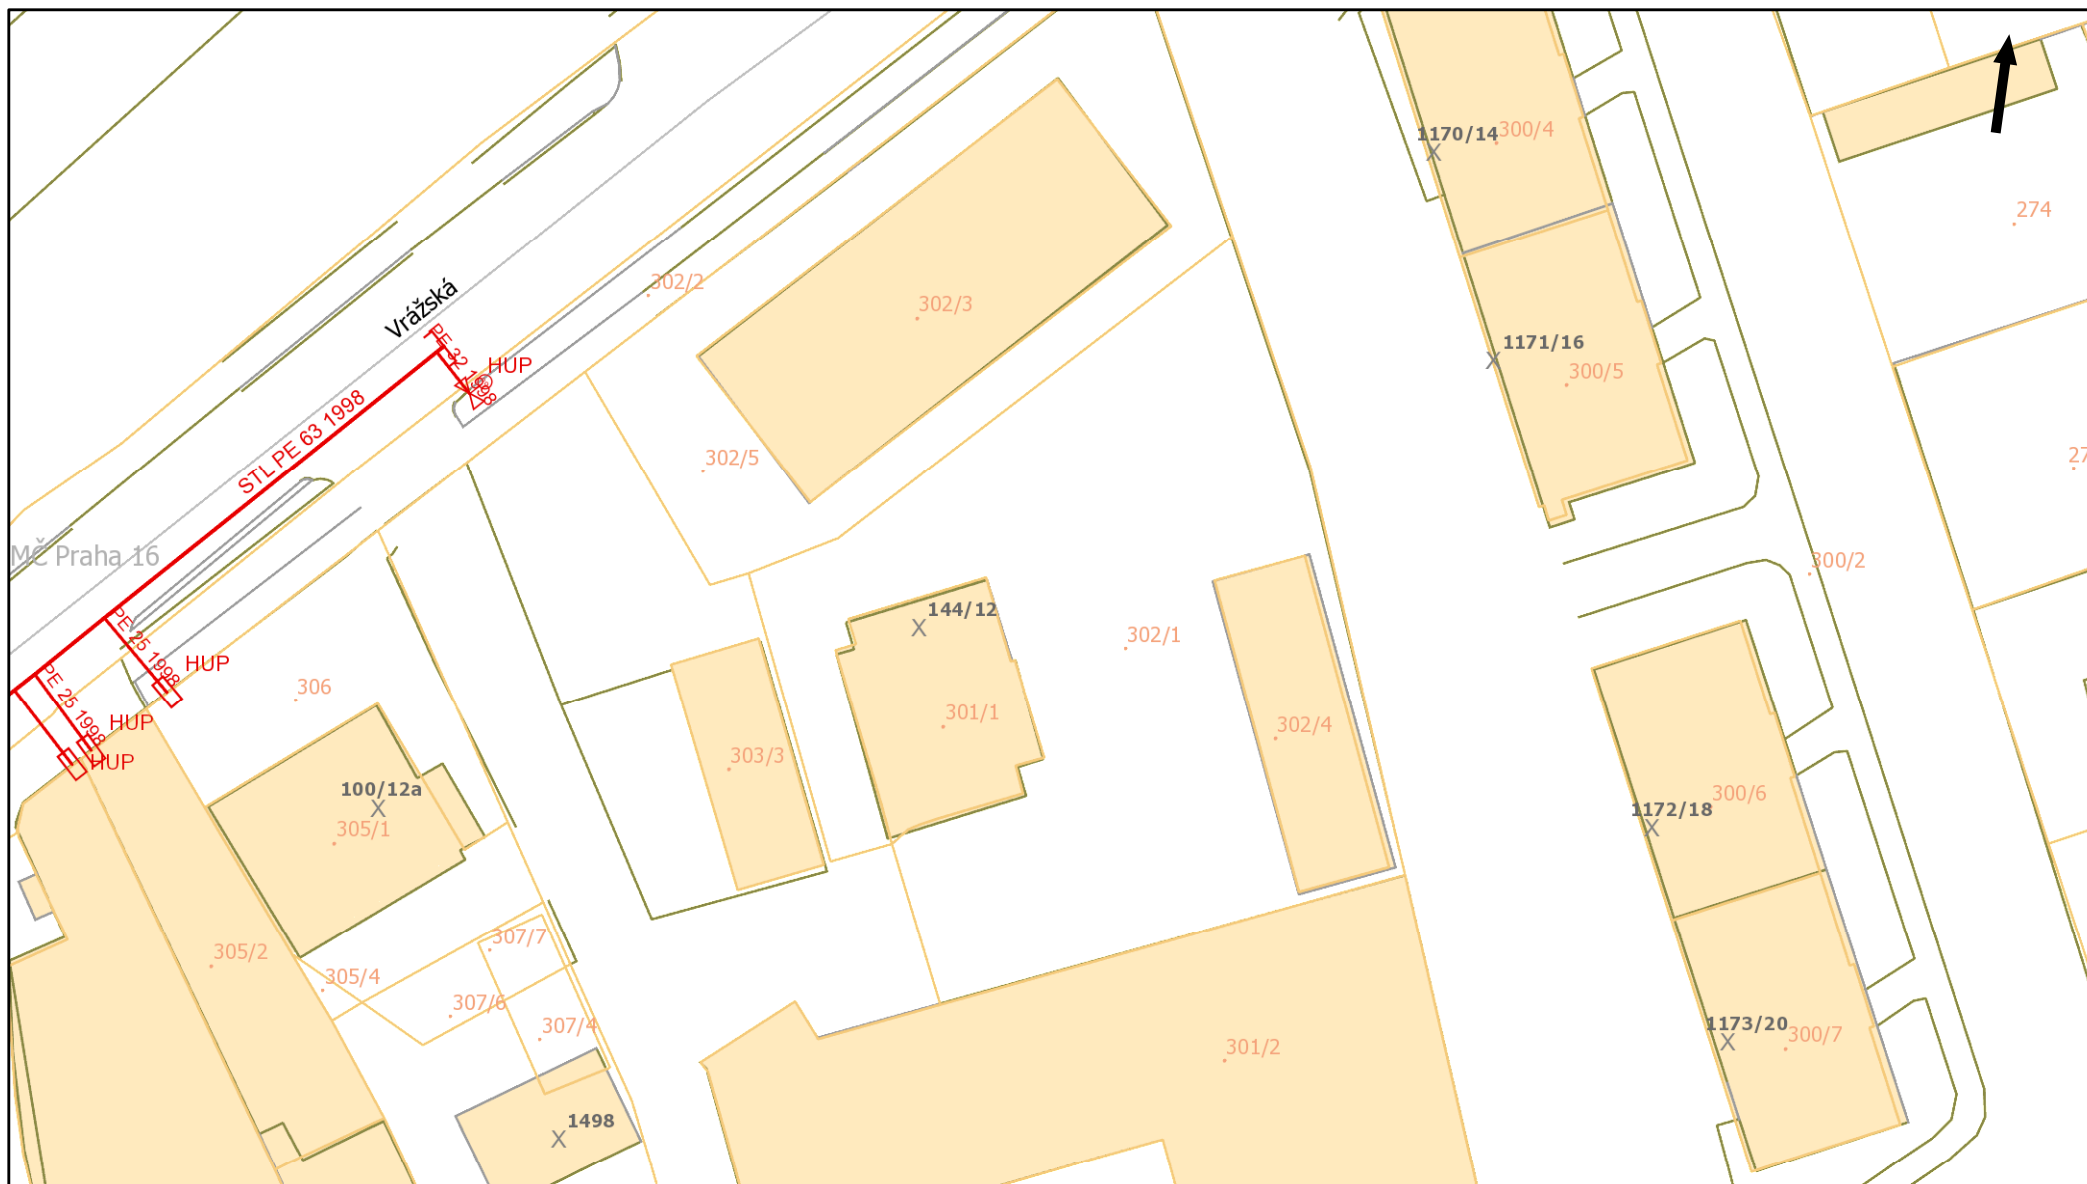 1170/14
300/4
274
302/2
Vrážská
302/3
PE 32 1998
HUP
1171/16
300/5
STL PE 63 1998
302/5
27
MČ Praha 16
300/2
144/12
302/1
PE 25 1998
HUP
306
PE 25 1998
HUP
HUP
301/1
302/4
303/3
100/12a
305/1
300/6
1172/18
307/7
305/2
305/4
307/6
307/4
1173/20
300/7
301/2
1498